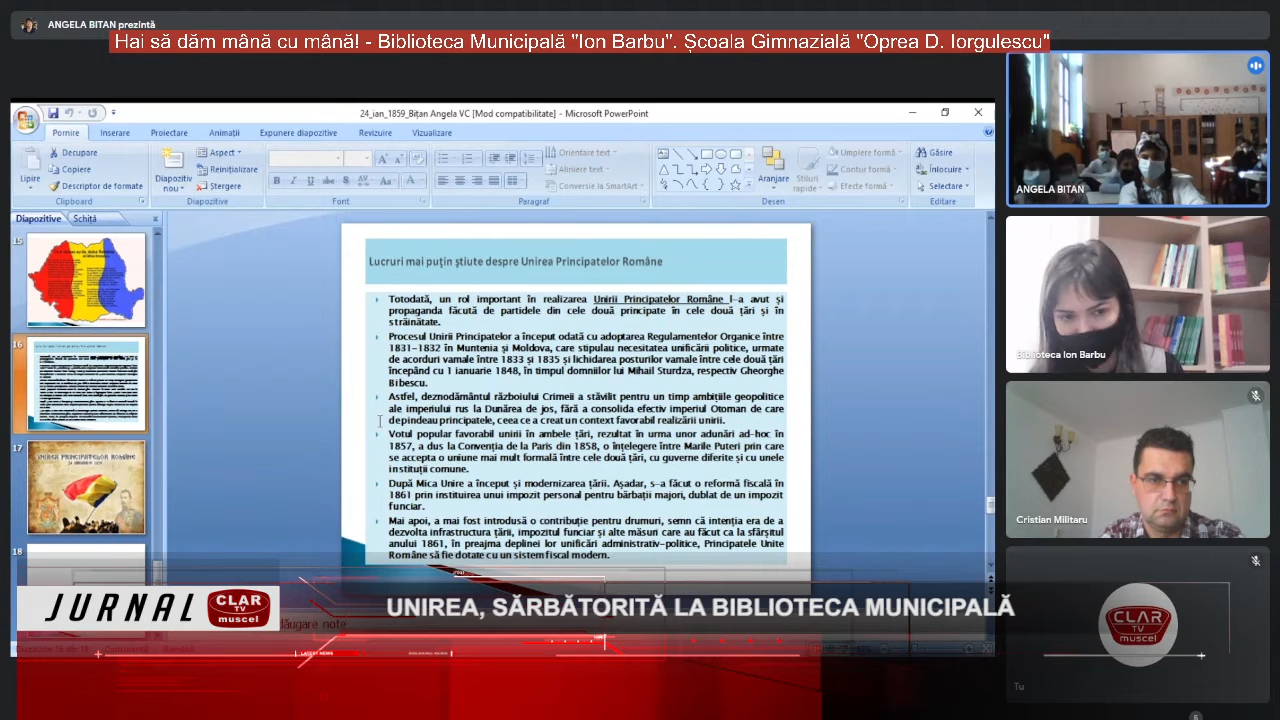 ANGELA BITAN prezintă
Hai să dăm mână cu mână! - Biblioteca Municipală "Ion Barbu". Școala Gimnazială "Oprea D. Iorgulescu"
24_ian_1859_Bițan Angela VC [Mod compatibilitate] - Microsoft PowerPoint
Pornire Inserare Proiectare Animații Expunere diapozitive Revizuire Vizualizare
Lipire
Decupare
Copiere
Descriptor de formate
Clipboard
Diapozitiv nou
Aspect
Reinițializare
Ștergere
Diapozitive
Font
Orientare text
Aliniere text
Conversie la SmartArt
Paragraf
Aranjare
Stiluri rapide
Umplere formă
Contur formă
Efecte formă
Desen
Găsire
Înlocuire
Selectare
Editare
Diapozitive Schiță
15
16
17
UNIREA PRINCIPATELOR ROMÂNE
24 IANUARIE 1859
18
Lucruri mai puțin știute despre Unirea Principatelor Române
Totodată, un rol important în realizarea Unirii Principatelor Române l-a avut și
propaganda făcută de partidele din cele două principate în cele două țări și în
străinătate.
Procesul Unirii Principatelor a început odată cu adoptarea Regulamentelor Organice între
1831-1832 în Muntenia și Moldova, care stipulau necesitatea unificării politice, urmate
de acorduri vamale între 1833 și 1835 și lichidarea posturilor vamale între cele două țări
începând cu 1 ianuarie 1848, în timpul domniilor lui Mihail Sturdza, respectiv Gheorghe
Bibescu.
Astfel, deznodământul războiului Crimeii a stăvilit pentru un timp ambițiile geopolitice
ale imperiului rus la Dunărea de jos, fără a consolida efectiv imperiul Otoman de care
depindeau principatele, ceea ce a creat un context favorabil realizării unirii.
Votul popular favorabil unirii în ambele țări, rezultat în urma unor adunări ad-hoc în
1857, a dus la Convenția de la Paris din 1858, o înțelegere între Marile Puteri prin care
se accepta o uniune mai mult formală între cele două țări, cu guverne diferite și cu unele
instituții comune.
După Mica Unire a început și modernizarea țării. Așadar, s-a făcut o reformă fiscală în
1861 prin instituirea unui impozit personal pentru bărbații majori, dublat de un impozit
funciar.
Mai apoi, a mai fost introdusă o contribuție pentru drumuri, semn că intenția era de a
dezvolta infrastructura țării, impozitul funciar și alte măsuri care au făcut ca la sfârșitul
anului 1861, în preajma deplinei lor unificări administrativ-politice, Principatele Unite
Române să fie dotate cu un sistem fiscal modern.
ANGELA BITAN
Biblioteca Ion Barbu
Cristian Militaru
CLAR
TV
muscel
Tu
JURNAL CLAR TV muscel
UNIREA, SĂRBĂTORITĂ LA BIBLIOTECA MUNICIPALĂ
dăugare note
LATEST NEWS
BREAKING NEWS